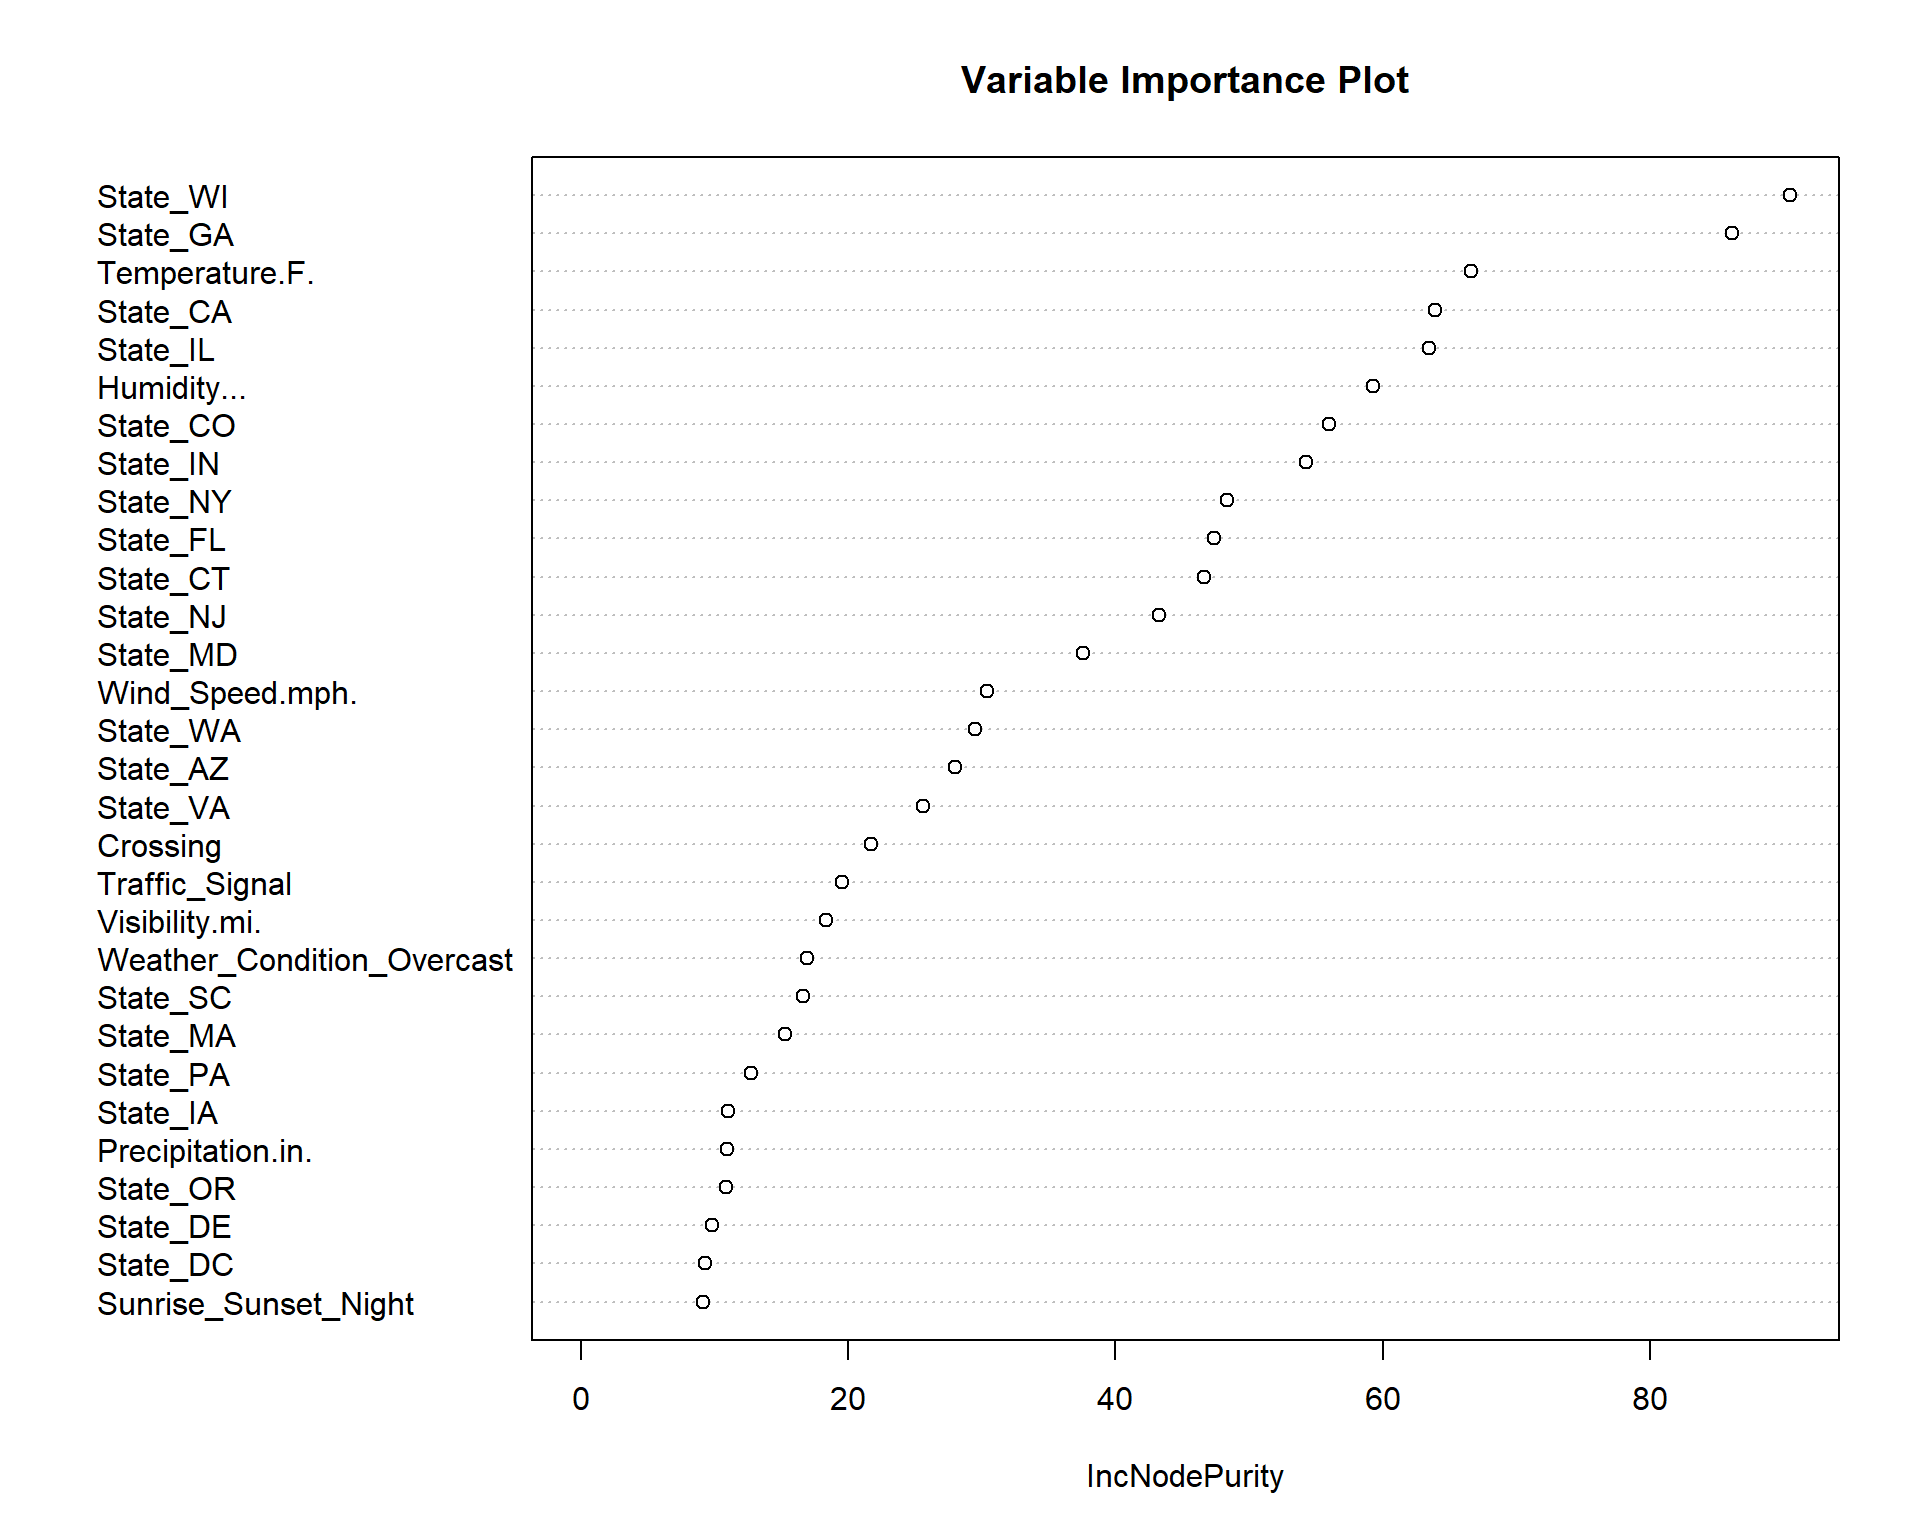 Variable Importance Plot
State_WI
State_GA
Temperature.F.
State_CA
State_IL
Humidity...
State_CO
State_IN
State_NY
State_FL
State_CT
State_NJ
State_MD
Wind_Speed.mph.
State_WA
State_AZ
State_VA
Crossing
Traffic_Signal
Visibility.mi.
Weather_Condition_Overcast
State_SC
State_MA
State_PA
State_IA
Precipitation.in.
State_OR
State_DE
State_DC
Sunrise_Sunset_Night
0 20 40 60 80
IncNodePurity